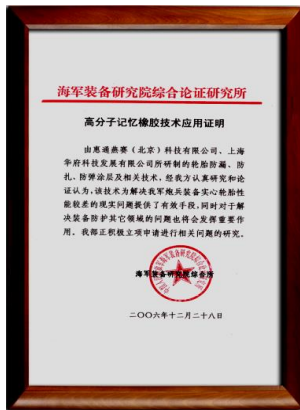 海军装备研究院综合论证研究所
高分子记忆橡胶技术应用证明
由惠通燕赛（北京）科技有限公司、上海
华府科技发展有限公司所研制的轮胎防漏、防
扎、防弹涂层及相关技术，经我方认真研究和论
证认为，该技术为解决我军炮兵装备实心轮胎性
能较差的现实问题提供了有效手段，同时对于解
决装备防护其它领域的问题也将会发挥重要作
用。我部正积极立项申请进行相关问题的研究。
海军装备研究院综合所
二〇〇六年十二月二十八日